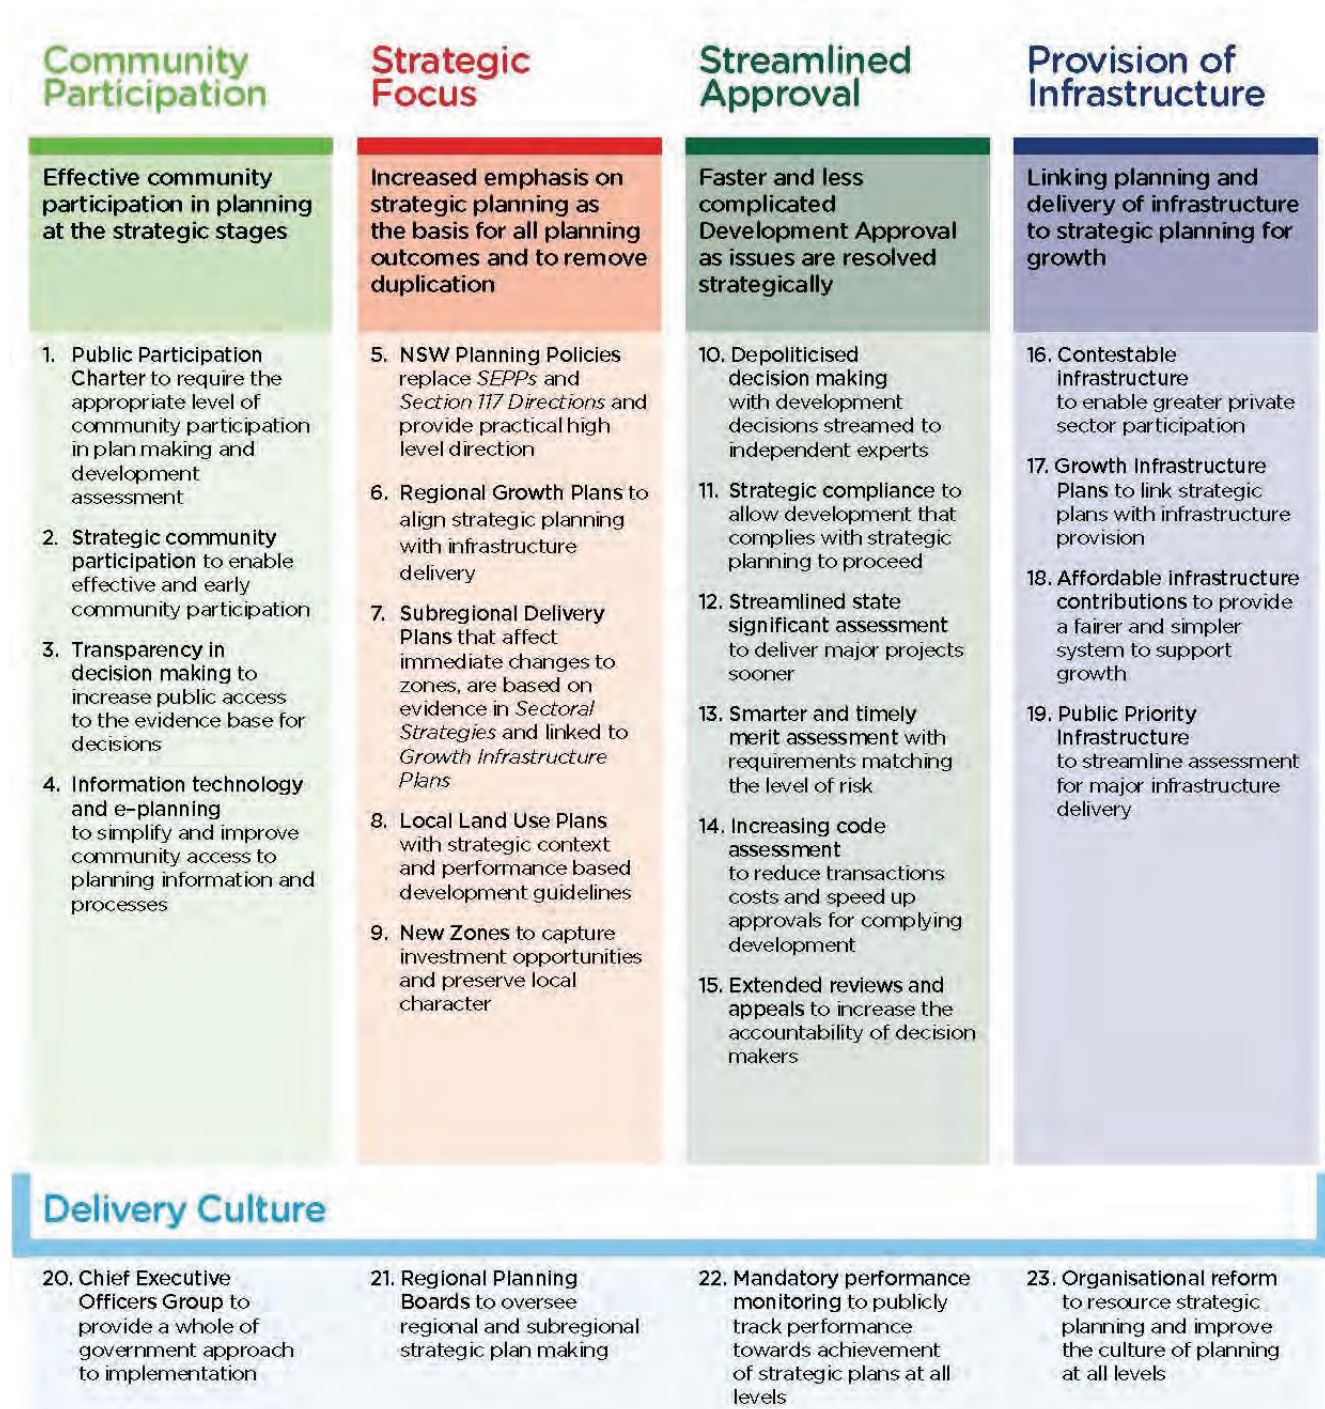 Community
Participation
Effective community
participation in planning
at the strategic stages
1. Public Participation
Charter to require the
appropriate level of
community participation
in plan making and
development
assessment
2. Strategic community
participation to enable
effective and early
community participation
3. Transparency in
decision making to
increase public access
to the evidence base for
decisions
4. Information technology
and e-planning
to simplify and improve
community access to
planning information and
processes
Strategic
Focus
Increased emphasis on
strategic planning as
the basis for all planning
outcomes and to remove
duplication
5. NSW Planning Policies
replace SEPPs and
Section 117 Directions and
provide practical high
level direction
6. Regional Growth Plans to
align strategic planning
with infrastructure
delivery
7. Subregional Delivery
Plans that affect
immediate changes to
zones, are based on
evidence in Sectoral
Strategies and linked to
Growth Infrastructure
Plans
8. Local Land Use Plans
with strategic context
and performance based
development guidelines
9. New Zones to capture
investment opportunities
and preserve local
character
Streamlined
Approval
Faster and less
complicated
Development Approval
as issues are resolved
strategically
10. Depoliticised
decision making
with development
decisions streamed to
independent experts
11. Strategic compliance to
allow development that
complies with strategic
planning to proceed
12. Streamlined state
significant assessment
to deliver major projects
sooner
13. Smarter and timely
merit assessment with
requirements matching
the level of risk
14. Increasing code
assessment
to reduce transactions
costs and speed up
approvals for complying
development
15. Extended reviews and
appeals to increase the
accountability of decision
makers
Provision of
Infrastructure
Linking planning and
delivery of infrastructure
to strategic planning for
growth
16. Contestable
infrastructure
to enable greater private
sector participation
17. Growth Infrastructure
Plans to link strategic
plans with infrastructure
provision
18. Affordable infrastructure
contributions to provide
a fairer and simpler
system to support
growth
19. Public Priority
Infrastructure
to streamline assessment
for major infrastructure
delivery
Delivery Culture
20. Chief Executive
Officers Group to
provide a whole of
government approach
to implementation
21. Regional Planning
Boards to oversee
regional and subregional
strategic plan making
22. Mandatory performance
monitoring to publicly
track performance
towards achievement
of strategic plans at all
levels
23. Organisational reform
to resource strategic
planning and improve
the culture of planning
at all levels